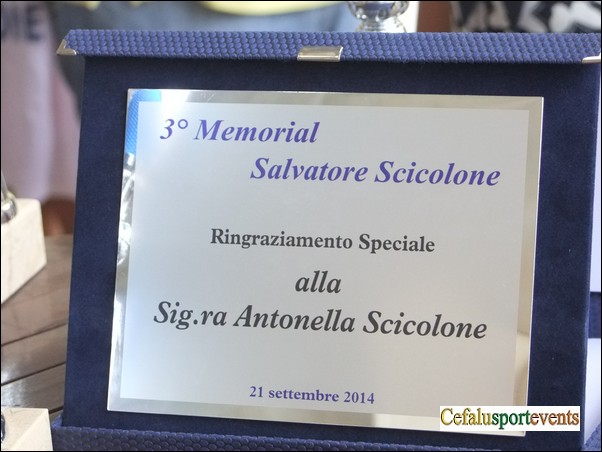 3° Memorial
Salvatore Scicolone
Ringraziamento Speciale
alla
Sig.ra Antonella Scicolone
21 settembre 2014
Cefalusportevents